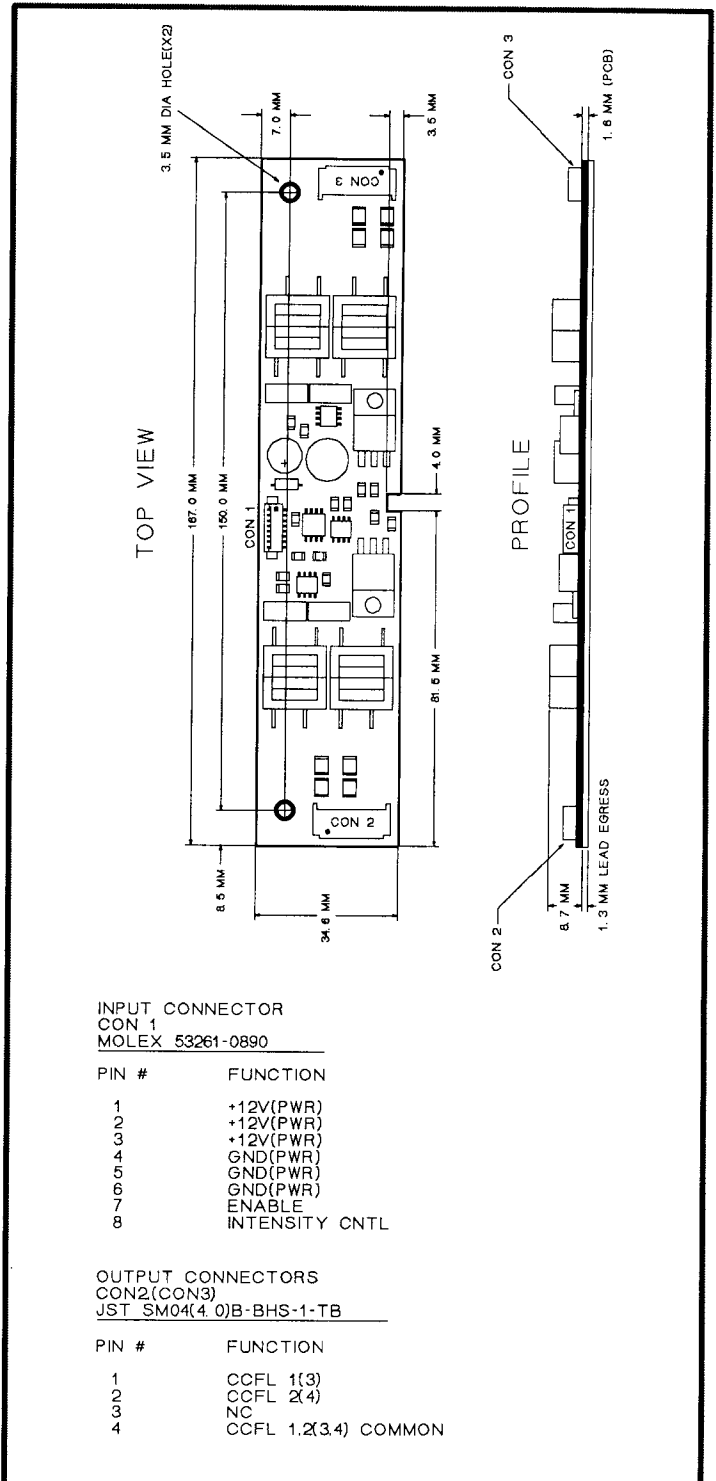 CON 3
1.6 MM (PCB)
3.5 MM DIA HOLE(X2)
7.0 MM
3.5 MM
CON 3
TOP VIEW
167.0 MM
150.0 MM
CON 1
4.0 MM
PROFILE
CON 1
81.5 MM
CON 2
8.5 MM
34.6 MM
CON 2
8.7 MM
1.3 MM LEAD EGRESS
INPUT CONNECTOR
CON 1
MOLEX 53261-0890
PIN # FUNCTION
1 +12V(PWR)
2 +12V(PWR)
3 +12V(PWR)
4 GND(PWR)
5 GND(PWR)
6 GND(PWR)
7 ENABLE
8 INTENSITY CNTL
OUTPUT CONNECTORS
CON2(CON3)
JST SM04(4.0)B-BHS-1-TB
PIN # FUNCTION
1 CCFL 1(3)
2 CCFL 2(4)
3 NC
4 CCFL 1,2(3,4) COMMON